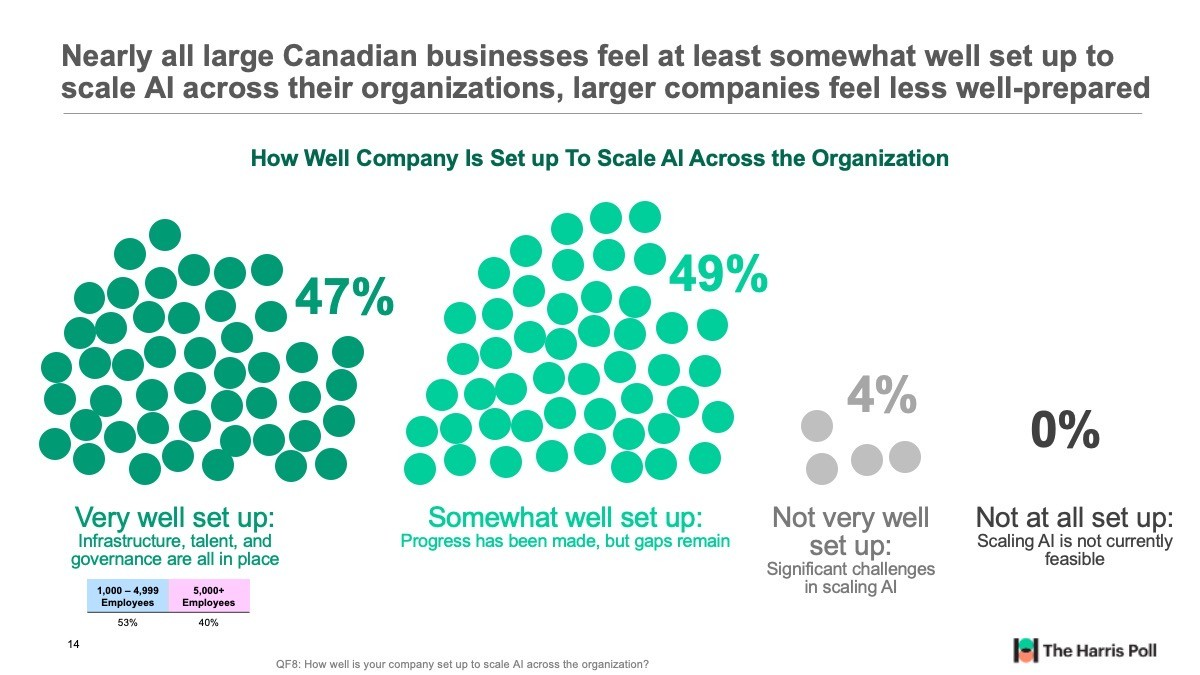 Nearly all large Canadian businesses feel at least somewhat well set up to
scale AI across their organizations, larger companies feel less well-prepared
How Well Company Is Set up To Scale AI Across the Organization
47%
49%
4%
0%
Very well set up:
Infrastructure, talent, and
governance are all in place
Somewhat well set up:
Progress has been made, but gaps remain
Not very well
set up:
Significant challenges
in scaling AI
Not at all set up:
Scaling AI is not currently
feasible
1,000 – 4,999
Employees
5,000+
Employees
53%
40%
14
QF8: How well is your company set up to scale AI across the organization?
The Harris Poll